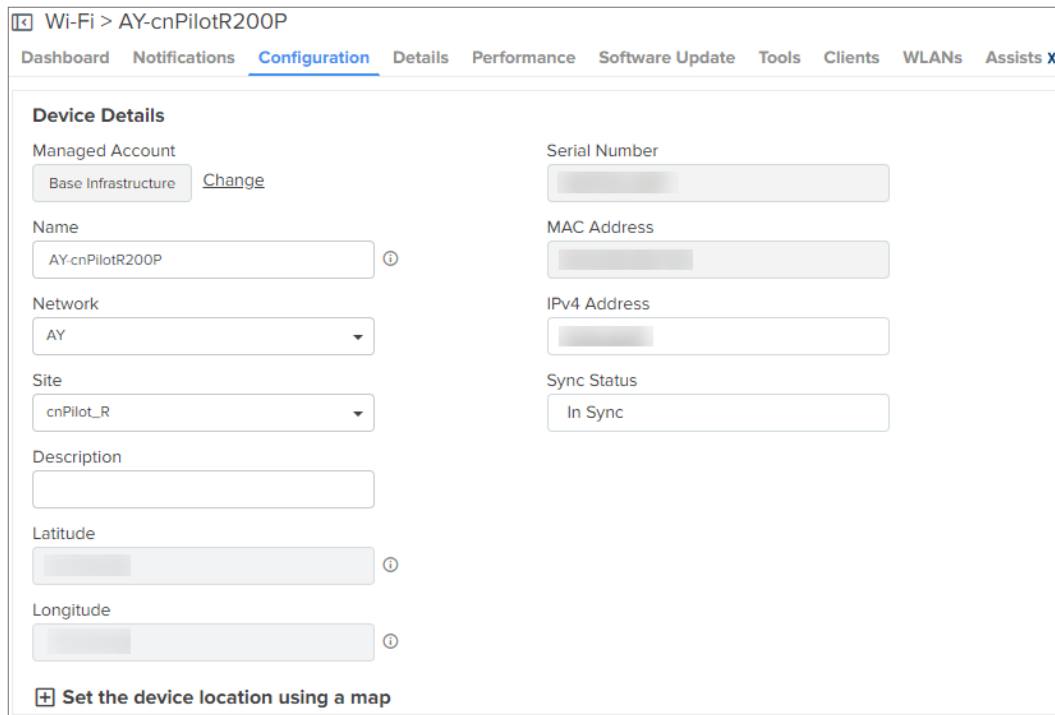 Wi-Fi > AY-cnPilotR200P
Dashboard Notifications Configuration Details Performance Software Update Tools Clients WLANs Assists X
Device Details
Managed Account
Base Infrastructure Change
Name
AY-cnPilotR200P
Network
AY
Site
cnPilot_R
Description
Latitude
Longitude
Set the device location using a map
Serial Number
MAC Address
IPv4 Address
Sync Status
In Sync